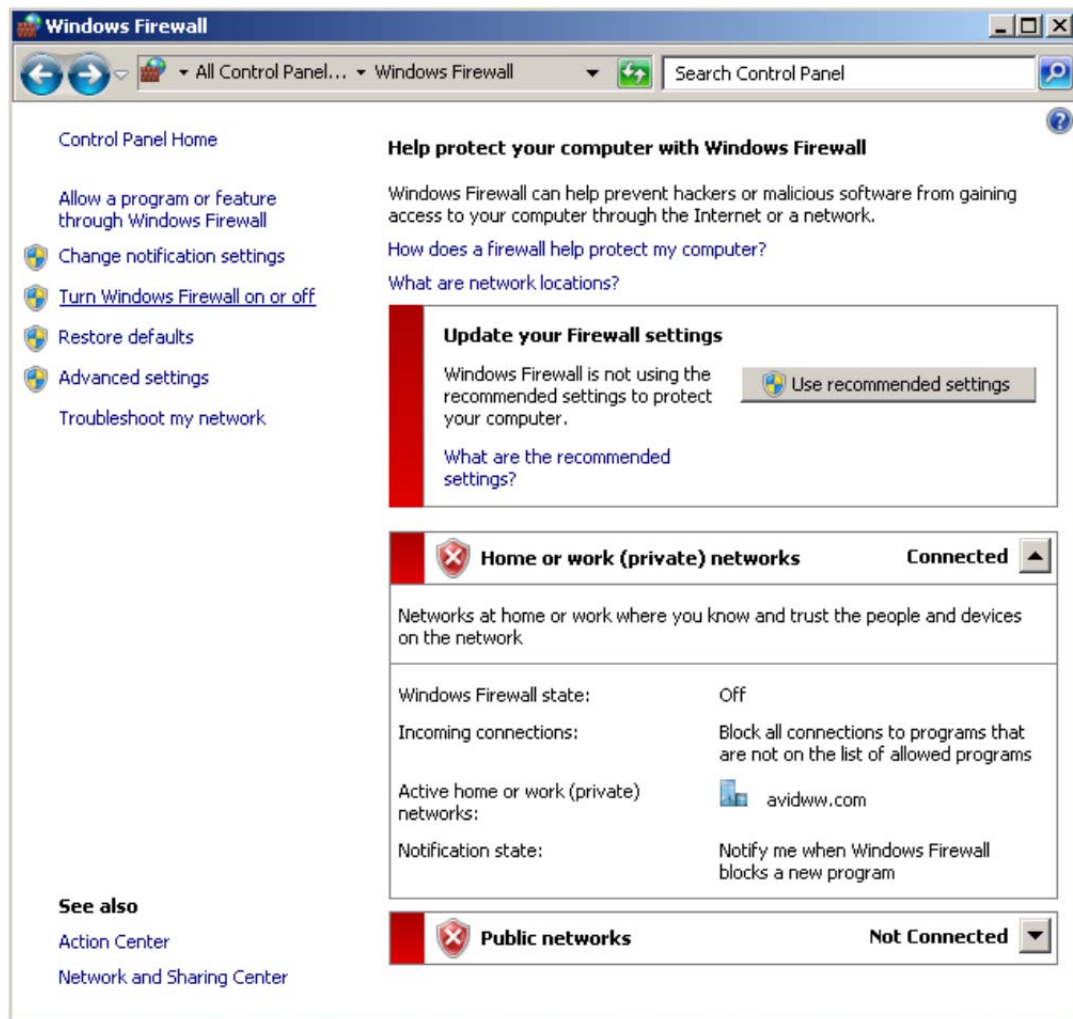 Windows Firewall
All Control Panel... Windows Firewall
Search Control Panel
Control Panel Home
Allow a program or feature
through Windows Firewall
Change notification settings
Turn Windows Firewall on or off
Restore defaults
Advanced settings
Troubleshoot my network
See also
Action Center
Network and Sharing Center
Help protect your computer with Windows Firewall
Windows Firewall can help prevent hackers or malicious software from gaining
access to your computer through the Internet or a network.
How does a firewall help protect my computer?
What are network locations?
Update your Firewall settings
Windows Firewall is not using the
recommended settings to protect
your computer.
Use recommended settings
What are the recommended
settings?
Home or work (private) networks Connected
Networks at home or work where you know and trust the people and devices
on the network
Windows Firewall state: Off
Incoming connections: Block all connections to programs that
are not on the list of allowed programs
Active home or work (private)
networks:
avidww.com
Notification state: Notify me when Windows Firewall
blocks a new program
Public networks Not Connected